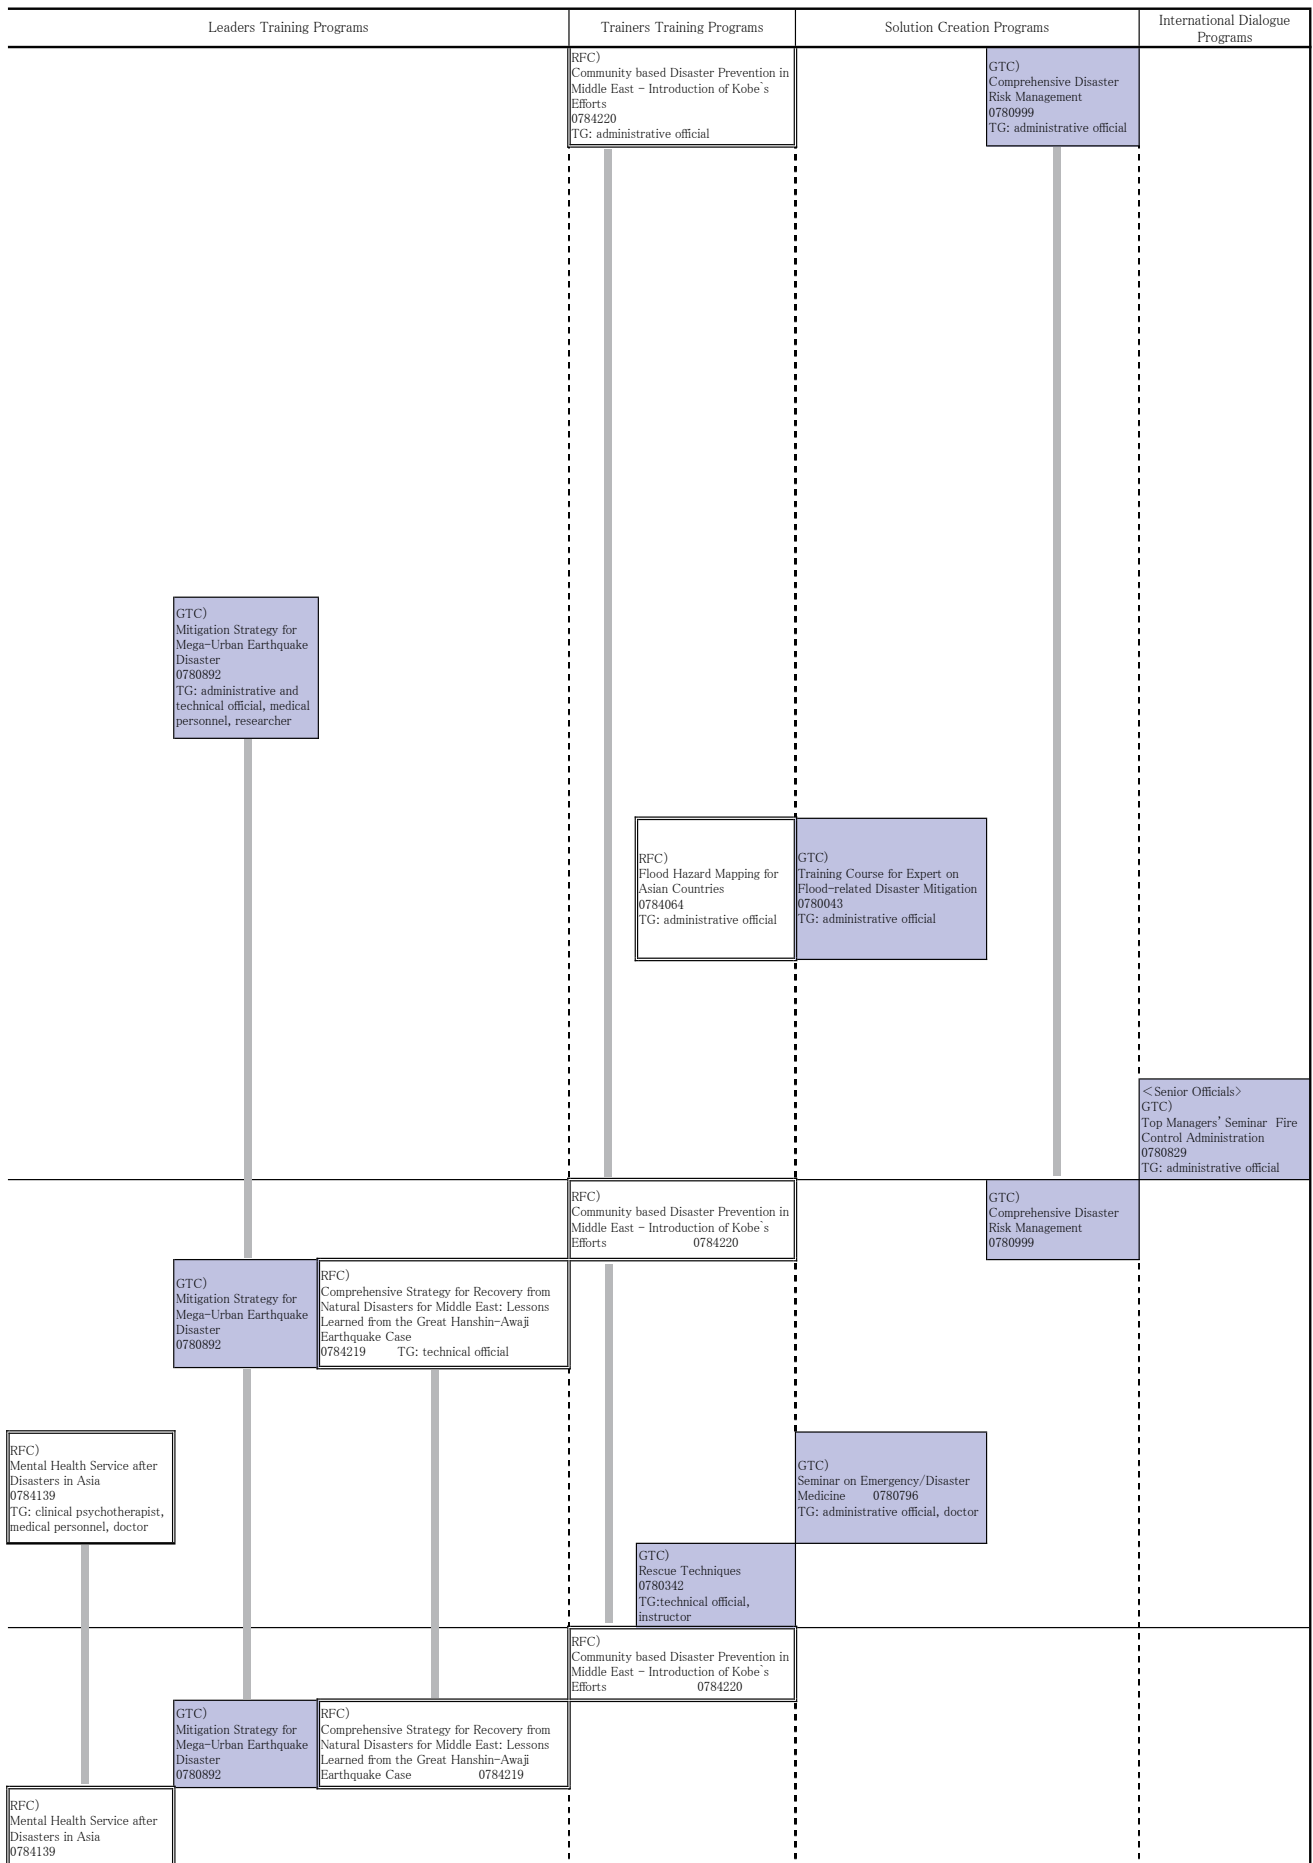 Leaders Training Programs
Trainers Training Programs
Solution Creation Programs
International Dialogue
Programs
RFC)
Community based Disaster Prevention in
Middle East - Introduction of Kobe`s
Efforts
0784220
TG: administrative official
GTC)
Comprehensive Disaster
Risk Management
0780999
TG: administrative official
GTC)
Mitigation Strategy for
Mega-Urban Earthquake
Disaster
0780892
TG: administrative and
technical official, medical
personnel, researcher
RFC)
Flood Hazard Mapping for
Asian Countries
0784064
TG: administrative official
GTC)
Training Course for Expert on
Flood-related Disaster Mitigation
0780043
TG: administrative official
<Senior Officials>
GTC)
Top Managers' Seminar Fire
Control Administration
0780829
TG: administrative official
RFC)
Community based Disaster Prevention in
Middle East - Introduction of Kobe`s
Efforts 0784220
GTC)
Comprehensive Disaster
Risk Management
0780999
GTC)
Mitigation Strategy for
Mega-Urban Earthquake
Disaster
0780892
RFC)
Comprehensive Strategy for Recovery from
Natural Disasters for Middle East: Lessons
Learned from the Great Hanshin-Awaji
Earthquake Case
0784219 TG: technical official
RFC)
Mental Health Service after
Disasters in Asia
0784139
TG: clinical psychotherapist,
medical personnel, doctor
GTC)
Seminar on Emergency/Disaster
Medicine 0780796
TG: administrative official, doctor
GTC)
Rescue Techniques
0780342
TG:technical official,
instructor
RFC)
Community based Disaster Prevention in
Middle East - Introduction of Kobe`s
Efforts 0784220
GTC)
Mitigation Strategy for
Mega-Urban Earthquake
Disaster
0780892
RFC)
Comprehensive Strategy for Recovery from
Natural Disasters for Middle East: Lessons
Learned from the Great Hanshin-Awaji
Earthquake Case 0784219
RFC)
Mental Health Service after
Disasters in Asia
0784139